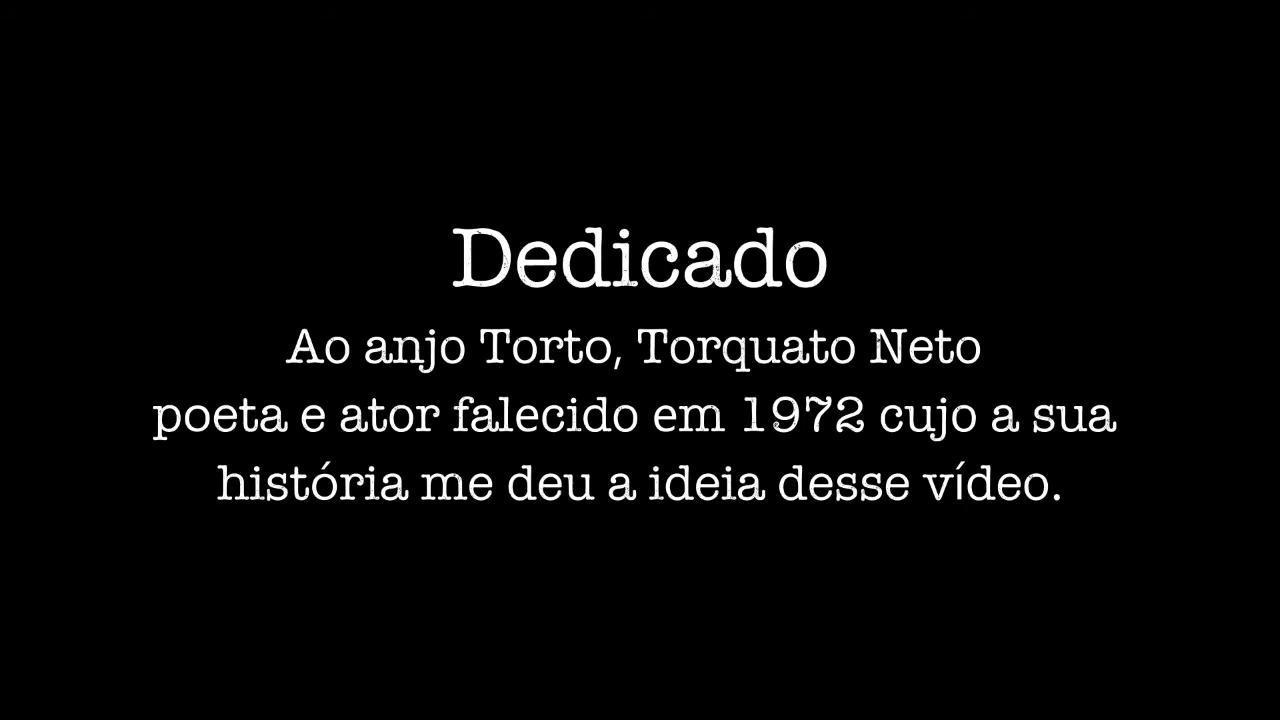 Dedicado
Ao anjo Torto, Torquato Neto
poeta e ator falecido em 1972 cujo a sua
história me deu a ideia desse vídeo.